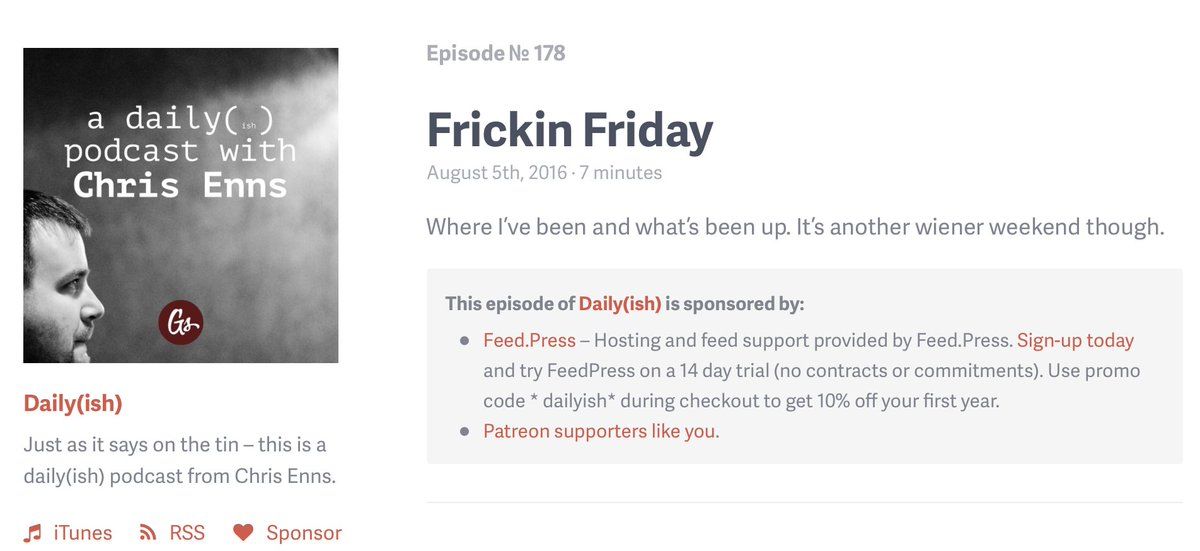 a daily(ish)
podcast with
Chris Enns
Gs
Daily(ish)
Just as it says on the tin – this is a
daily(ish) podcast from Chris Enns.
iTunes RSS Sponsor
Episode № 178
Frickin Friday
August 5th, 2016 · 7 minutes
Where I’ve been and what’s been up. It’s another wiener weekend though.
This episode of Daily(ish) is sponsored by:
• Feed.Press – Hosting and feed support provided by Feed.Press. Sign-up today
and try FeedPress on a 14 day trial (no contracts or commitments). Use promo
code * dailyish* during checkout to get 10% off your first year.
• Patreon supporters like you.